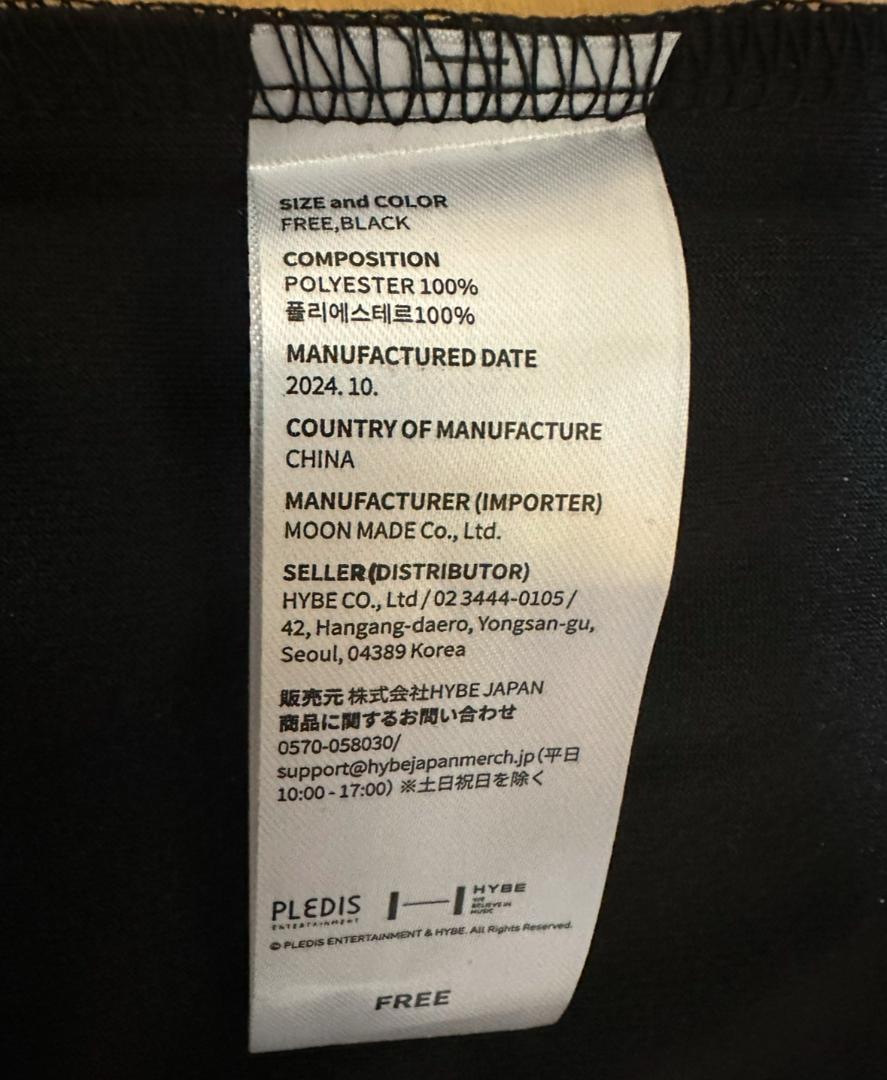 SIZE and COLOR
FREE,BLACK
COMPOSITION
POLYESTER 100%
폴리에스테르100%
MANUFACTURED DATE
2024. 10.
COUNTRY OF MANUFACTURE
CHINA
MANUFACTURER (IMPORTER)
MOON MADE Co., Ltd.
SELLER(DISTRIBUTOR)
HYBE CO., Ltd / 02 3444-0105 /
42, Hangang-daero, Yongsan-gu,
Seoul, 04389 Korea
販売元 株式会社HYBE JAPAN
商品に関するお問い合わせ
0570-058030/
support@hybejapanmerch.jp (平日
10:00 - 17:00) ※土日祝日を除く
PLEDIS
ENTERTAINMENT
HYBE
WE
BELIEVE IN
MUSIC
© PLEDIS ENTERTAINMENT & HYBE. All Rights Reserved.
FREE